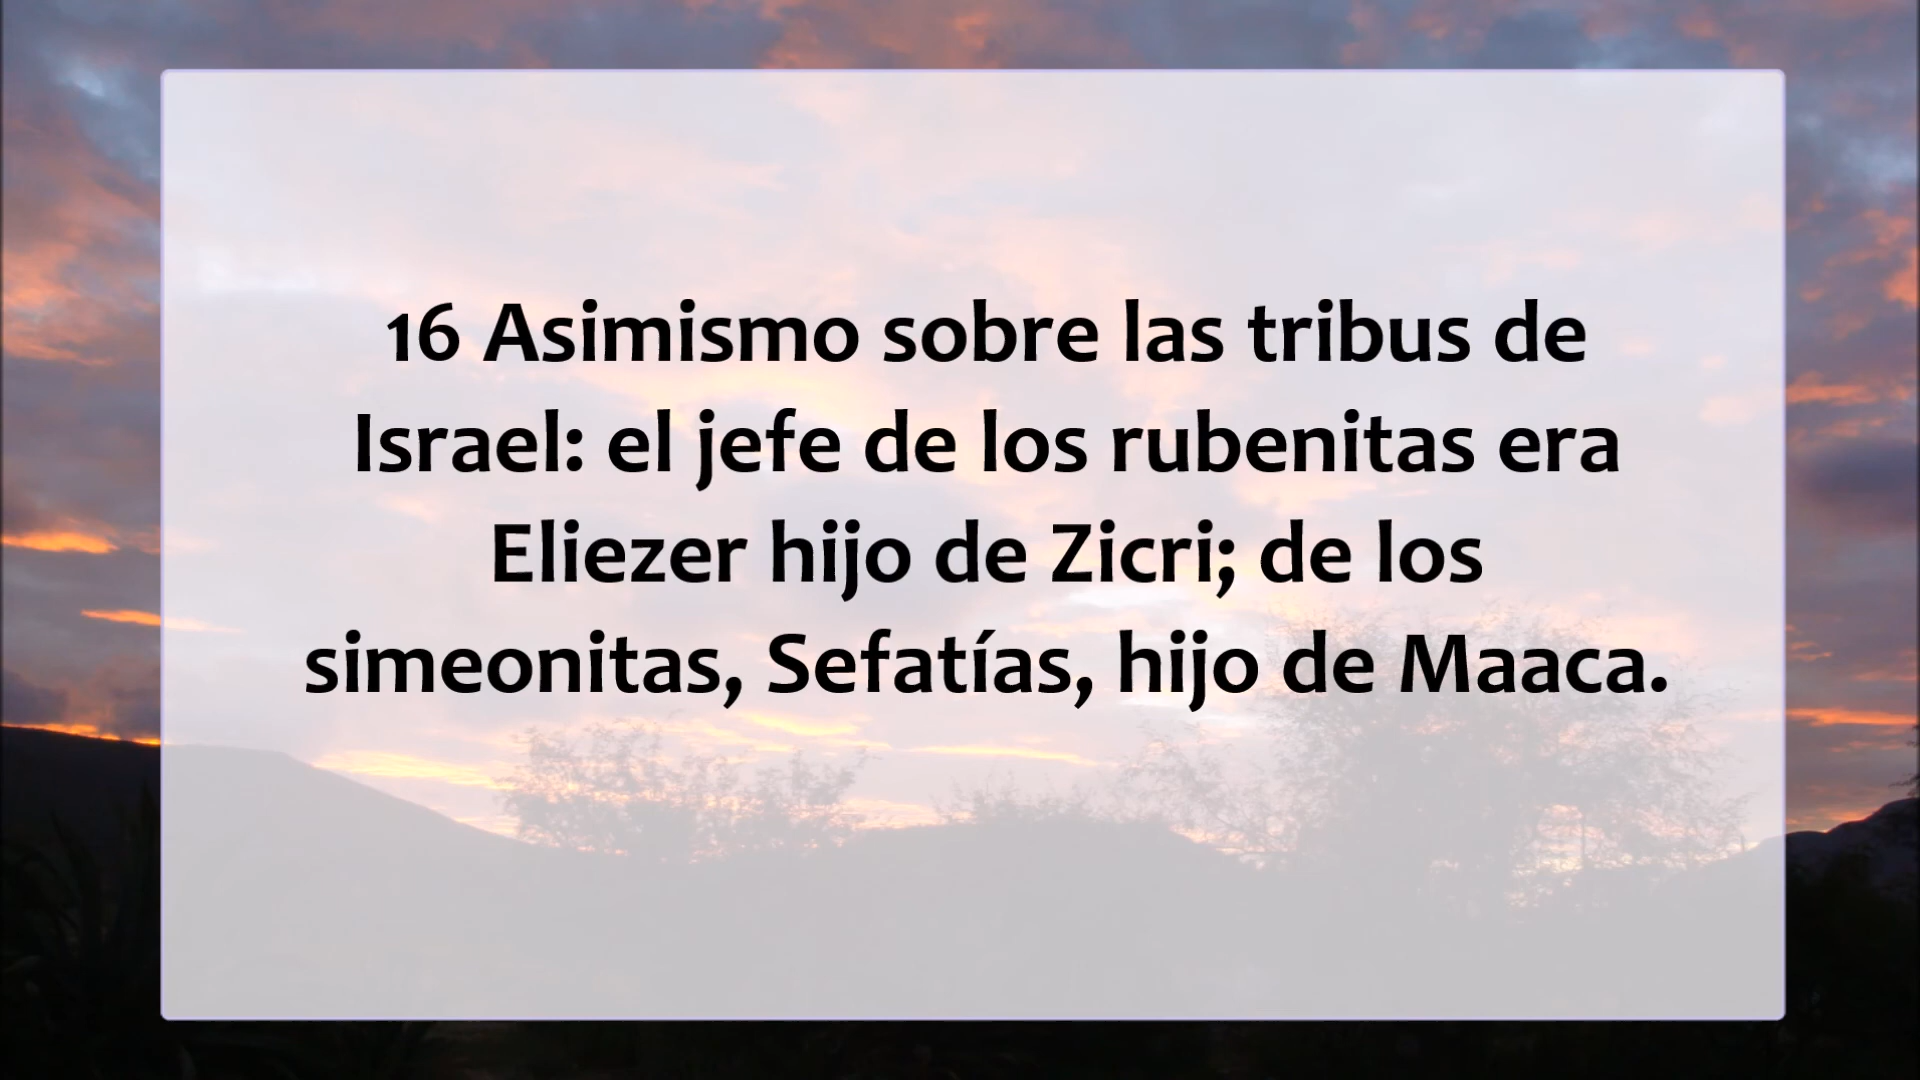 16 Asimismo sobre las tribus de
Israel: el jefe de los rubenitas era
Eliezer hijo de Zicri; de los
simeonitas, Sefatías, hijo de Maaca.